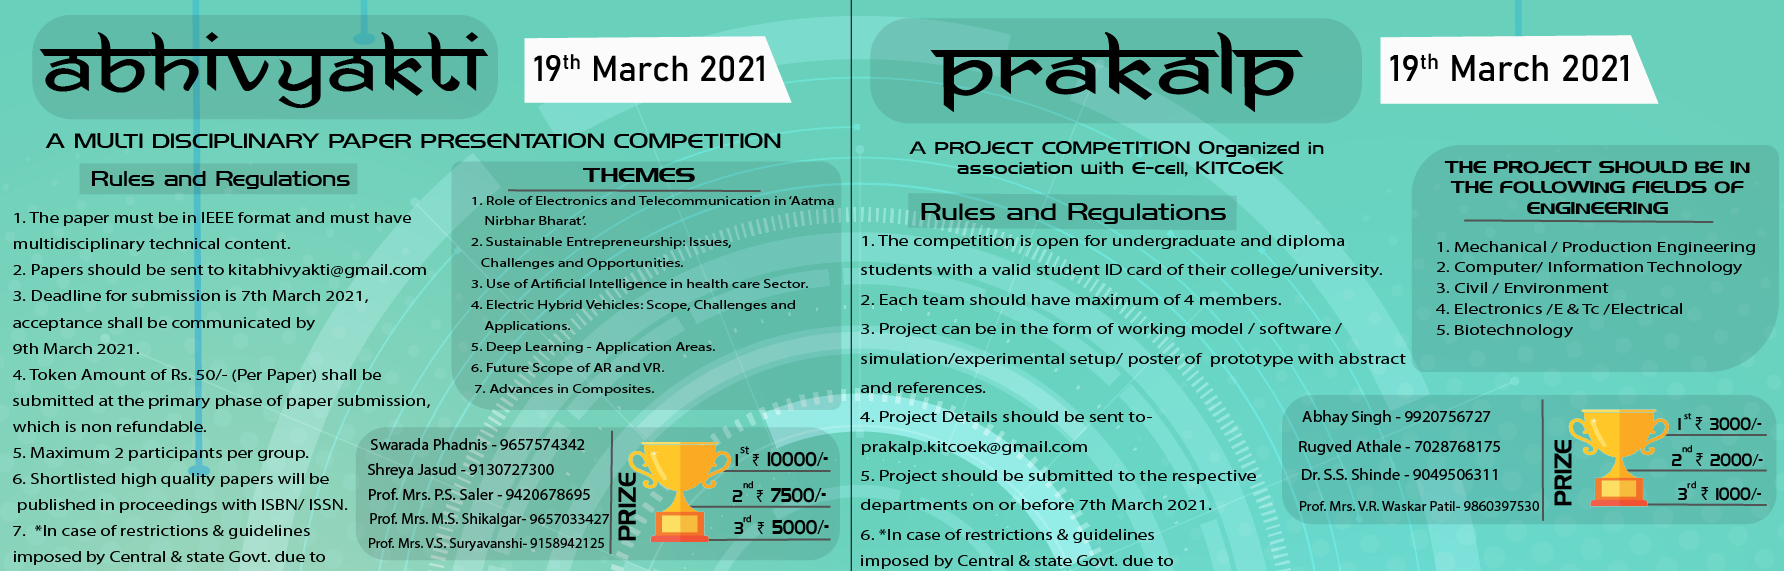 abhivyakti
19th March 2021
A MULTI DISCIPLINARY PAPER PRESENTATION COMPETITION
Rules and Regulations
1. The paper must be in IEEE format and must have
multidisciplinary technical content.
2. Papers should be sent to kitabhivyakti@gmail.com
3. Deadline for submission is 7th March 2021,
acceptance shall be communicated by
9th March 2021.
4. Token Amount of Rs. 50/- (Per Paper) shall be
submitted at the primary phase of paper submission,
which is non refundable.
5. Maximum 2 participants per group.
6. Shortlisted high quality papers will be
published in proceedings with ISBN/ ISSN.
7. *In case of restrictions & guidelines
imposed by Central & state Govt. due to
THEMES
1. Role of Electronics and Telecommunication in ‘Aatma
Nirbhar Bharat’.
2. Sustainable Entrepreneurship: Issues,
Challenges and Opportunities.
3. Use of Artificial Intelligence in health care Sector.
4. Electric Hybrid Vehicles: Scope, Challenges and
Applications.
5. Deep Learning - Application Areas.
6. Future Scope of AR and VR.
7. Advances in Composites.
Swarada Phadnis - 9657574342
Shreya Jasud - 9130727300
Prof. Mrs. P.S. Saler - 9420678695
Prof. Mrs. M.S. Shikalgar- 9657033427
Prof. Mrs. V.S. Suryavanshi- 9158942125
PRIZE
1st ₹ 10000/-
2nd ₹ 7500/-
3rd ₹ 5000/-
prakalp
19th March 2021
A PROJECT COMPETITION Organized in
association with E-cell, KITCoEK
Rules and Regulations
1. The competition is open for undergraduate and diploma
students with a valid student ID card of their college/university.
2. Each team should have maximum of 4 members.
3. Project can be in the form of working model / software /
simulation/experimental setup/ poster of prototype with abstract
and references.
4. Project Details should be sent to-
prakalp.kitcoek@gmail.com
5. Project should be submitted to the respective
departments on or before 7th March 2021.
6. *In case of restrictions & guidelines
imposed by Central & state Govt. due to
THE PROJECT SHOULD BE IN
THE FOLLOWING FIELDS OF
ENGINEERING
1. Mechanical / Production Engineering
2. Computer/ Information Technology
3. Civil / Environment
4. Electronics /E & Tc /Electrical
5. Biotechnology
Abhay Singh - 9920756727
Rugved Athale - 7028768175
Dr. S.S. Shinde - 9049506311
Prof. Mrs. V.R. Waskar Patil- 9860397530
PRIZE
1st ₹ 3000/-
2nd ₹ 2000/-
3rd ₹ 1000/-